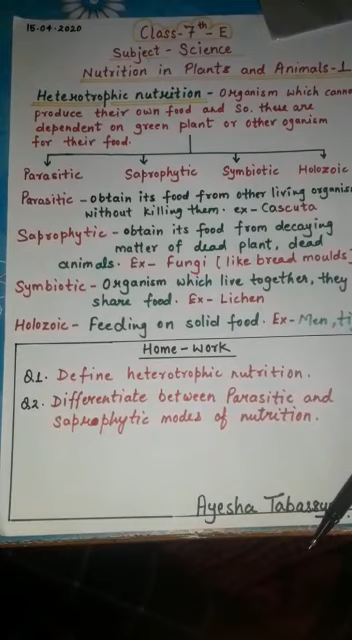 15.04.2020
Class-7th-E
Subject - Science
Nutrition in Plants and Animals-1
Heterotrophic nutrition - Organism which
produce their own food and so. these are
dependent on green plant or other oganism
for their food.
Parasitic Saprophytic Symbiotic Holozoic
Parasitic - obtain its food from other living
without killing them. ex- Cascuta
Saprophytic - obtain its food from decaying
matter of dead plant, dead
animals. Ex- Fungi (like bread moulds)
Symbiotic - Organism which live together, they
share food. Ex- Lichen
Holozoic - Feeding on solid food. Ex- Men,
Home-Work
Q1. Define heterotrophic nutrition.
Q2. Differentiate between Parasitic and
saprophytic modes of nutrition.
Ayesha